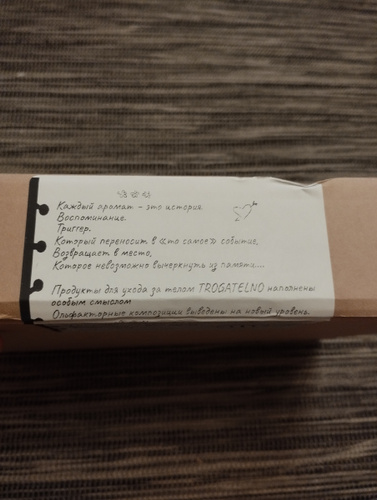 Каждый аромат – это история.
Воспоминание.
Триггер.
Который переносит в «то самое» событие,
Возвращает в место,
Которое невозможно вычеркнуть из памяти...
Продукты для ухода за телом TROGATELNO наполнены
особым смыслом
Ольфакторные композиции выведены на новый уровень.